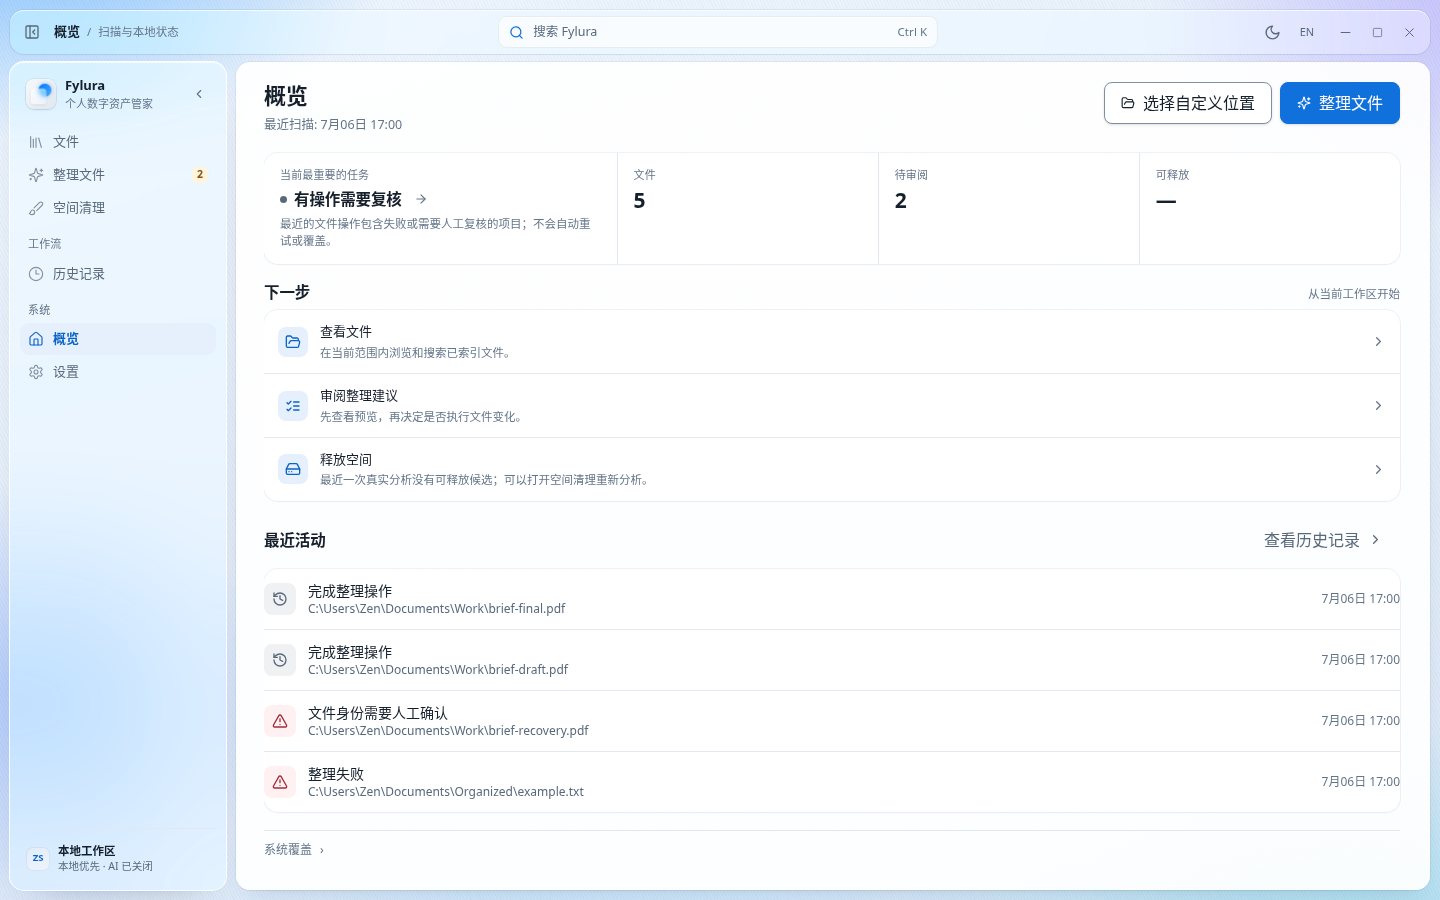 概览 / 扫描与本地状态
搜索 Fylura
Ctrl K
EN
Fylura
个人数字资产管家
文件
整理文件
2
空间清理
工作流
历史记录
系统
概览
设置
ZS
本地工作区
本地优先 · AI 已关闭
概览
最近扫描: 7月06日 17:00
选择自定义位置
整理文件
当前最重要的任务
有操作需要复核
最近的文件操作包含失败或需要人工复核的项目；不会自动重
试或覆盖。
文件
5
待审阅
2
可释放
—
下一步
从当前工作区开始
查看文件
在当前范围内浏览和搜索已索引文件。
审阅整理建议
先查看预览，再决定是否执行文件变化。
释放空间
最近一次真实分析没有可释放候选；可以打开空间清理重新分析。
最近活动
查看历史记录
完成整理操作
C:\Users\Zen\Documents\Work\brief-final.pdf
7月06日 17:00
完成整理操作
C:\Users\Zen\Documents\Work\brief-draft.pdf
7月06日 17:00
文件身份需要人工确认
C:\Users\Zen\Documents\Work\brief-recovery.pdf
7月06日 17:00
整理失败
C:\Users\Zen\Documents\Organized\example.txt
7月06日 17:00
系统覆盖 ›